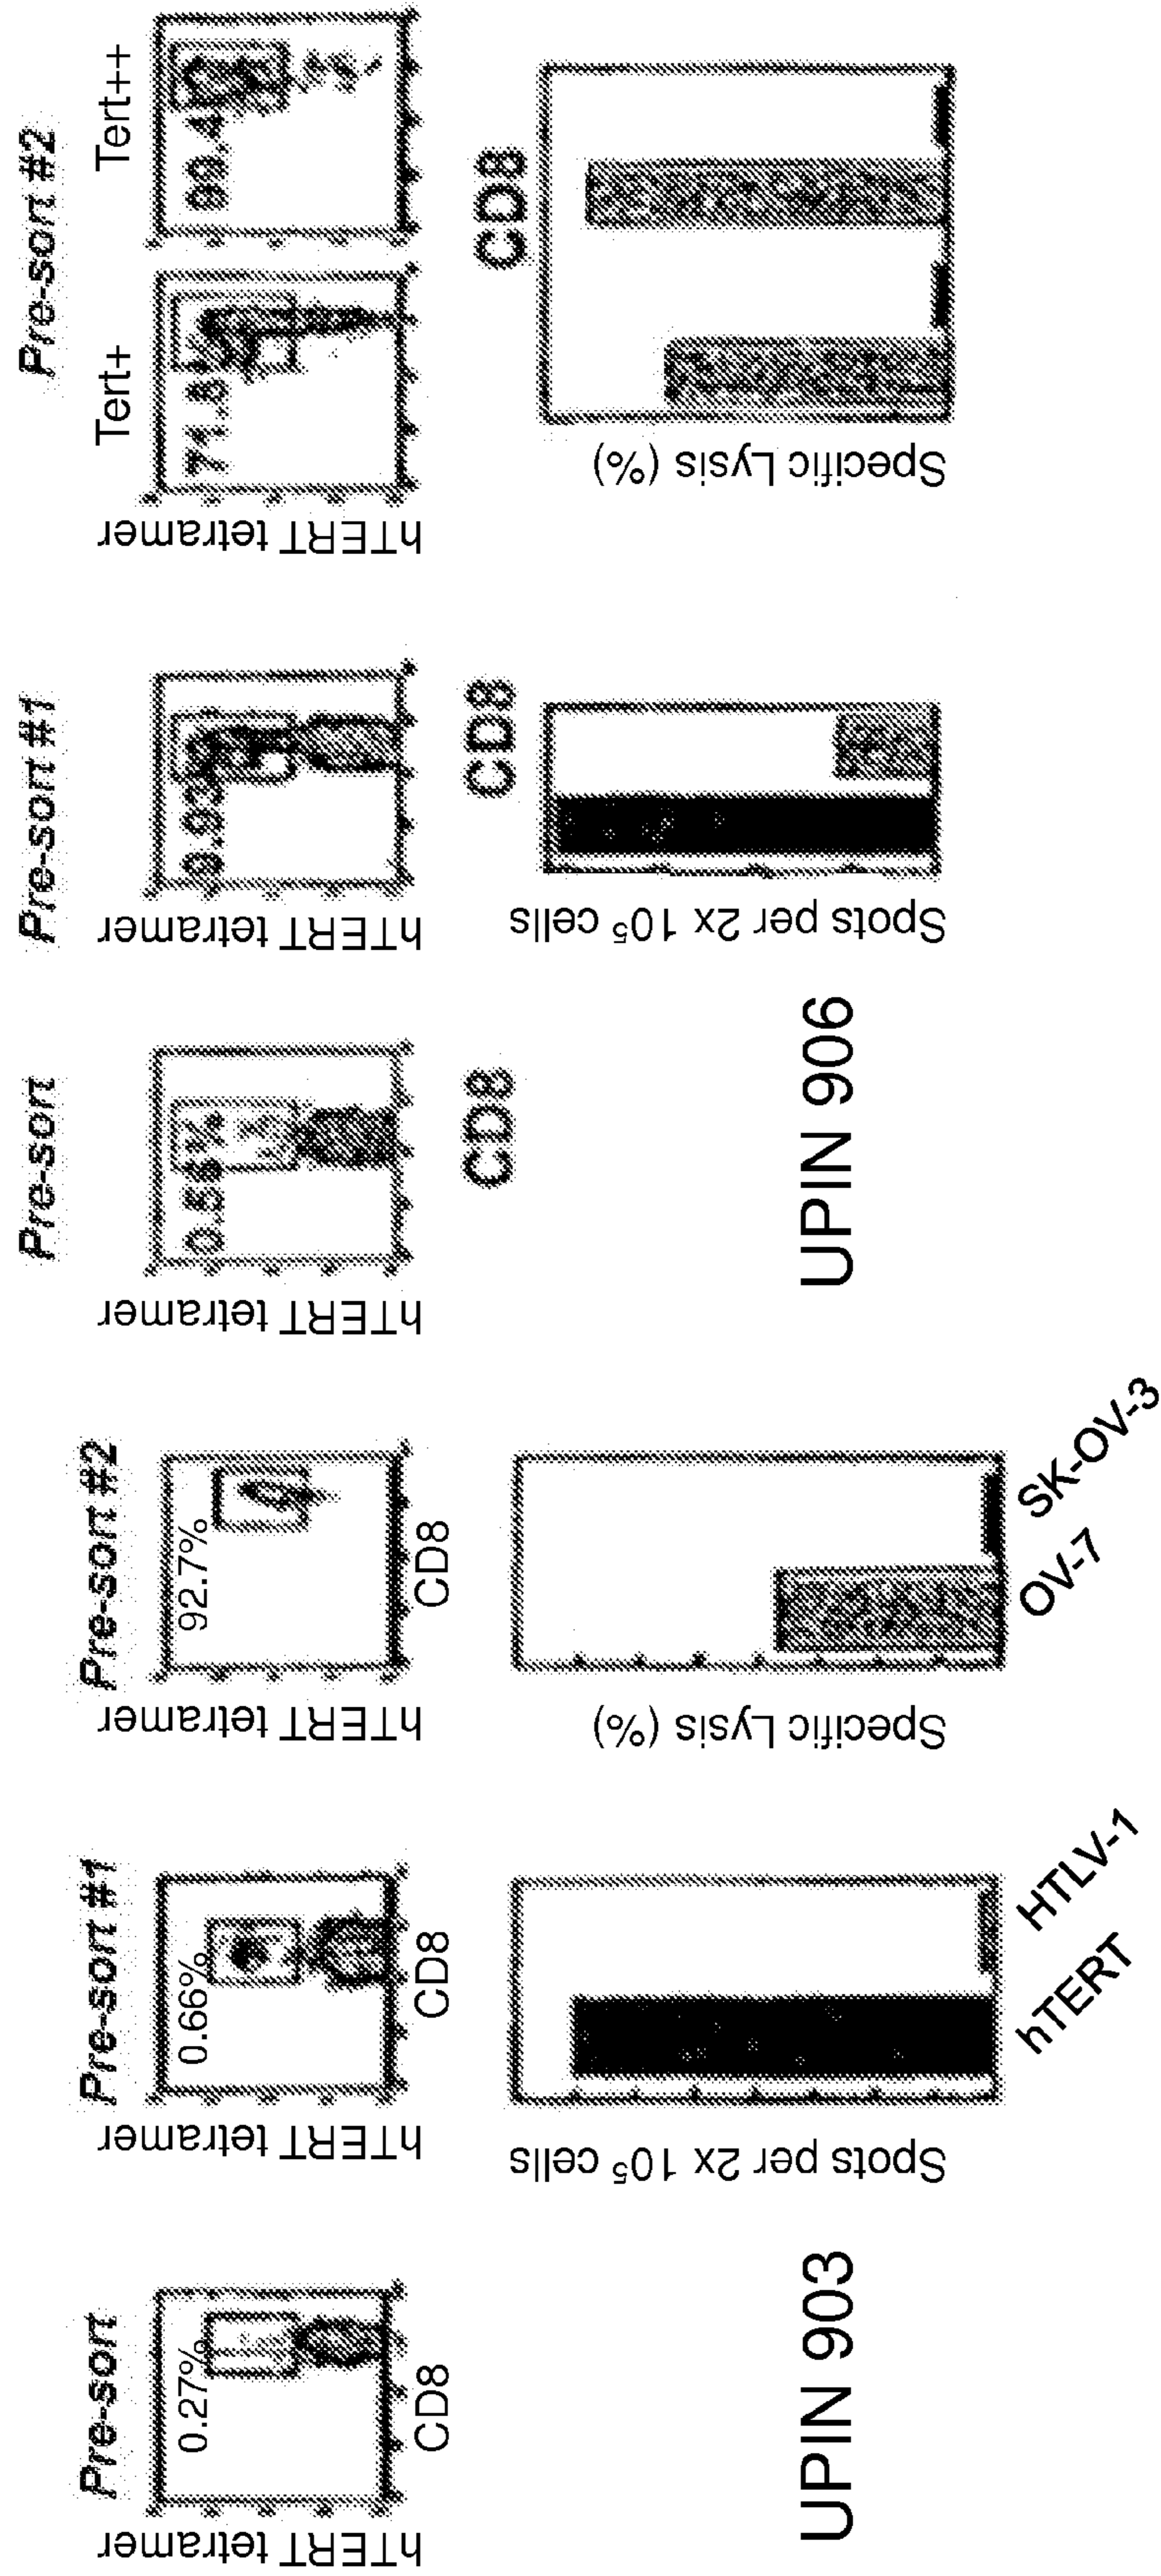 Pre-sort
0.27%
hTERT tetramer
CD8
UPIN 903
Pre-sort #1
0.66%
hTERT tetramer
CD8
Spots per 2x 10⁵ cells
hTERT
HTLV-1
Pre-sort #2
92.7%
hTERT tetramer
CD8
Specific Lysis (%)
OV-7
SK-OV-3
Pre-sort
hTERT tetramer
CD8
UPIN 906
Pre-sort #1
hTERT tetramer
CD8
Spots per 2x 10⁵ cells
Pre-sort #2
Tert+
Tert++
hTERT tetramer
CD8
Specific Lysis (%)